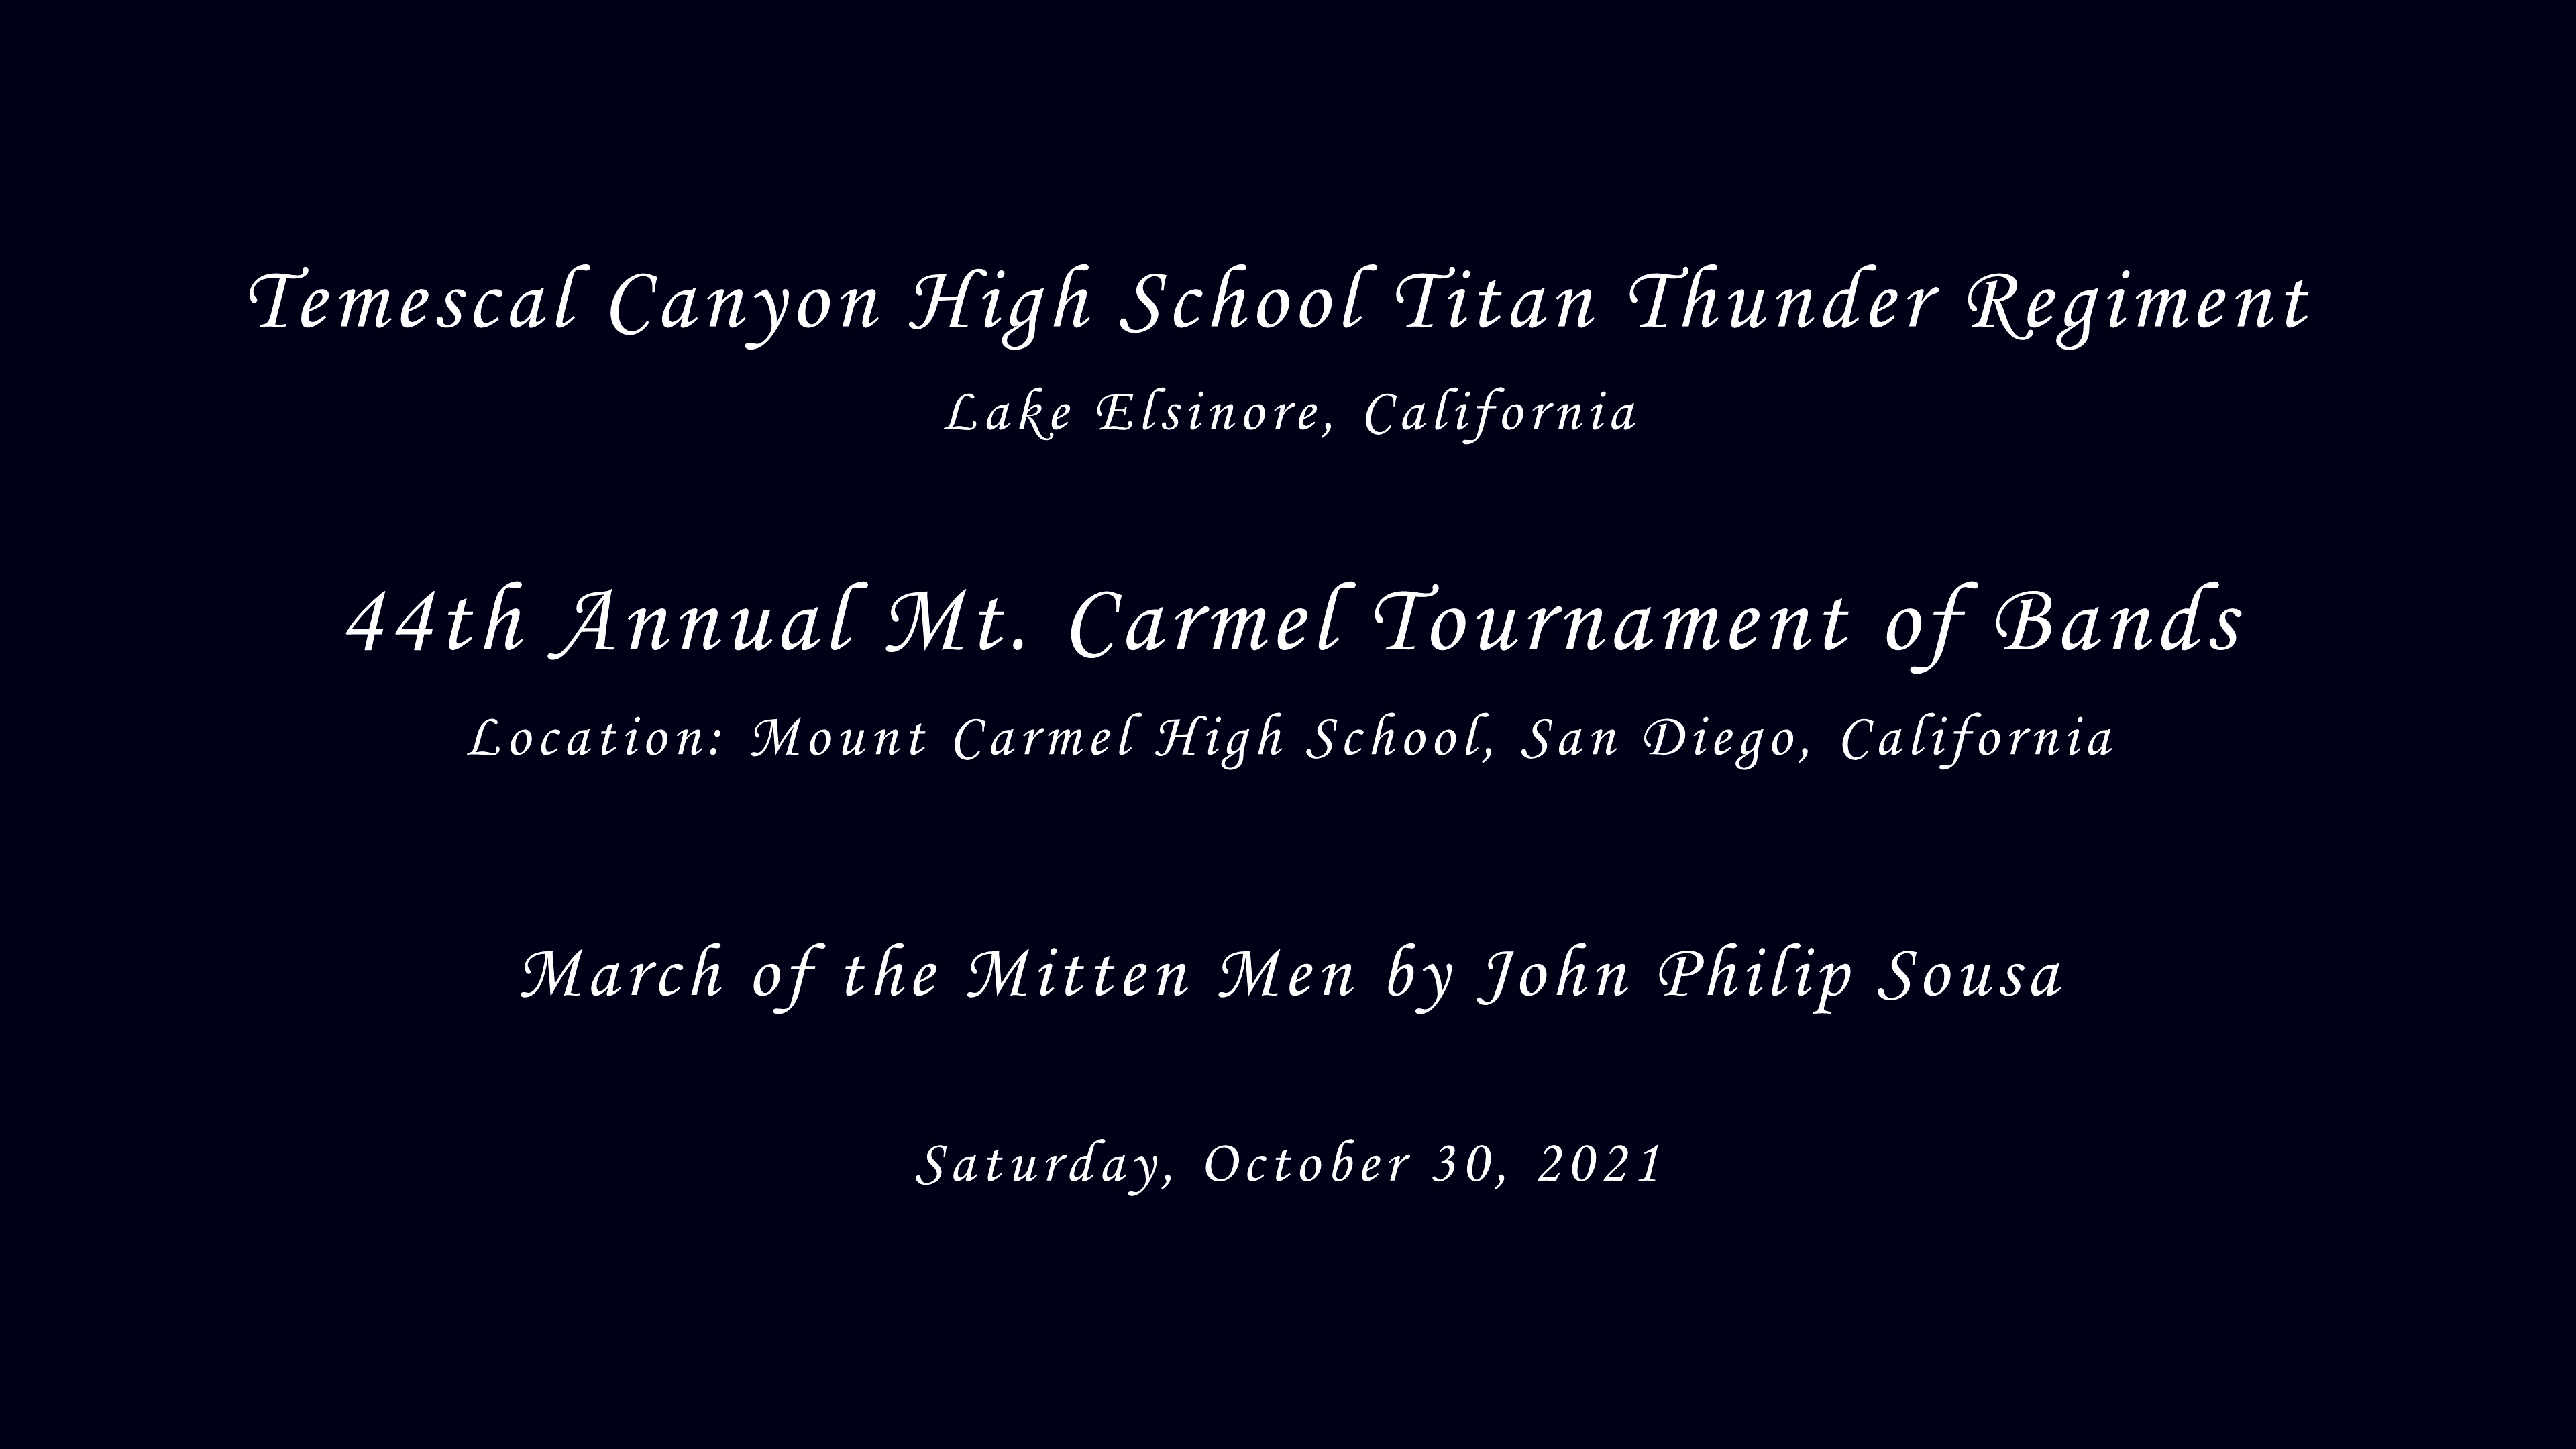 Temescal Canyon High School Titan Thunder Regiment
Lake Elsinore, California
44th Annual Mt. Carmel Tournament of Bands
Location: Mount Carmel High School, San Diego, California
March of the Mitten Men by John Philip Sousa
Saturday, October 30, 2021